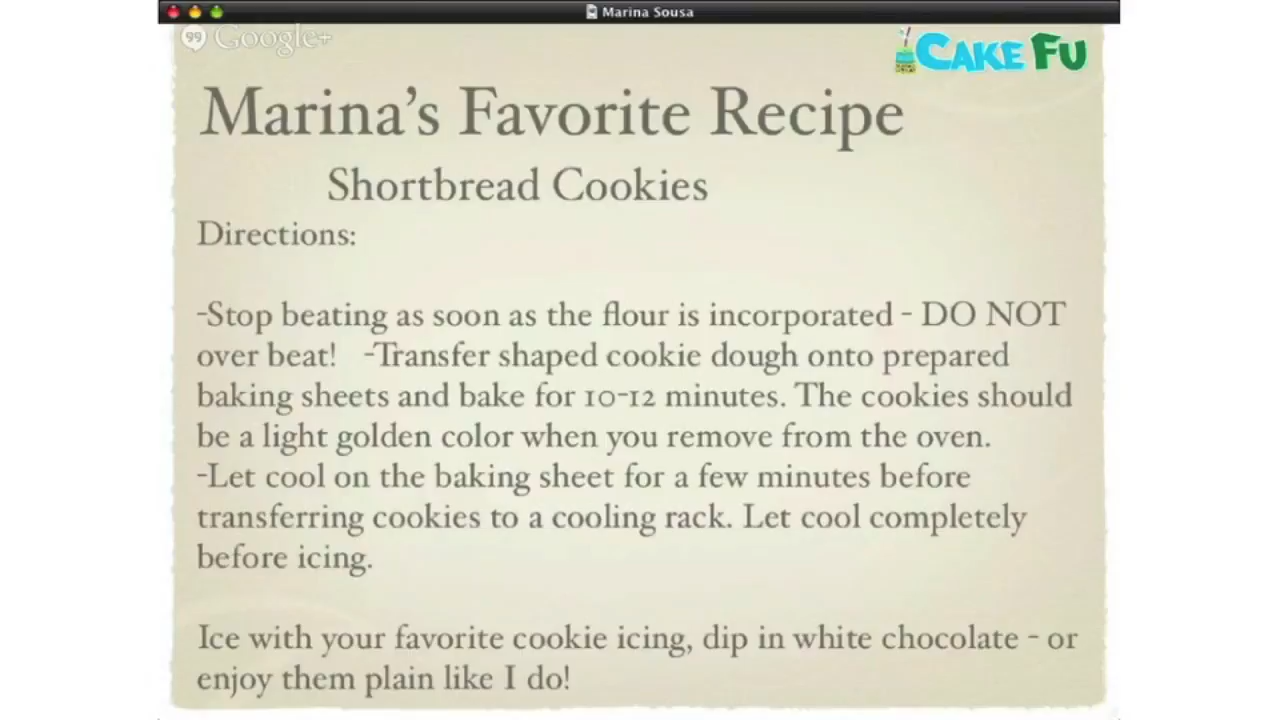 Marina Sousa
99 Google+
CAKE FU
Marina's Favorite Recipe
Shortbread Cookies
Directions:
-Stop beating as soon as the flour is incorporated - DO NOT
over beat! -Transfer shaped cookie dough onto prepared
baking sheets and bake for 10-12 minutes. The cookies should
be a light golden color when you remove from the oven.
-Let cool on the baking sheet for a few minutes before
transferring cookies to a cooling rack. Let cool completely
before icing.
Ice with your favorite cookie icing, dip in white chocolate - or
enjoy them plain like I do!